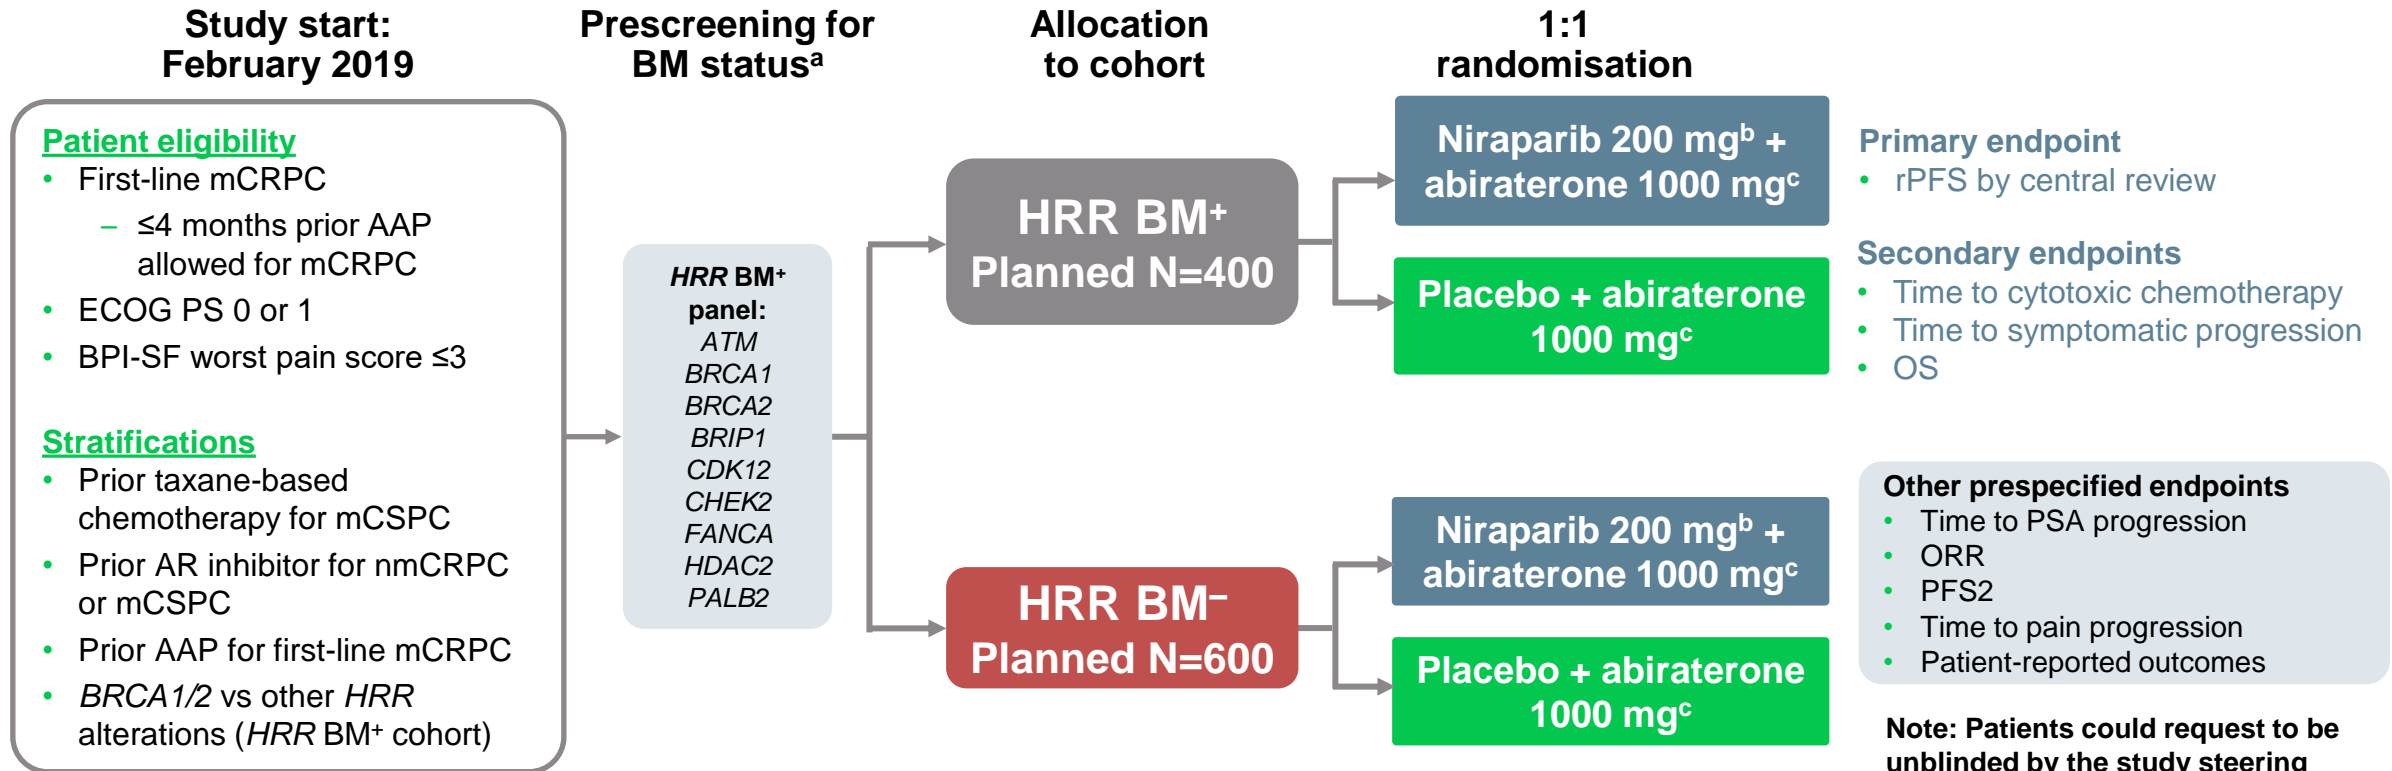 Study start:
February 2019
Prescreening for
BM statusᵃ
Allocation
to cohort
1:1
randomisation
Patient eligibility
• First-line mCRPC
– ≤4 months prior AAP
allowed for mCRPC
• ECOG PS 0 or 1
• BPI-SF worst pain score ≤3
Stratifications
• Prior taxane-based
chemotherapy for mCSPC
• Prior AR inhibitor for nmCRPC
or mCSPC
• Prior AAP for first-line mCRPC
• BRCA1/2 vs other HRR
alterations (HRR BM⁺ cohort)
HRR BM⁺
panel:
ATM
BRCA1
BRCA2
BRIP1
CDK12
CHEK2
FANCA
HDAC2
PALB2
HRR BM⁺
Planned N=400
HRR BM⁻
Planned N=600
Niraparib 200 mgᵇ +
abiraterone 1000 mgᶜ
Placebo + abiraterone
1000 mgᶜ
Niraparib 200 mgᵇ +
abiraterone 1000 mgᶜ
Placebo + abiraterone
1000 mgᶜ
Primary endpoint
• rPFS by central review
Secondary endpoints
• Time to cytotoxic chemotherapy
• Time to symptomatic progression
• OS
Other prespecified endpoints
• Time to PSA progression
• ORR
• PFS2
• Time to pain progression
• Patient-reported outcomes
Note: Patients could request to be
unblinded by the study steering